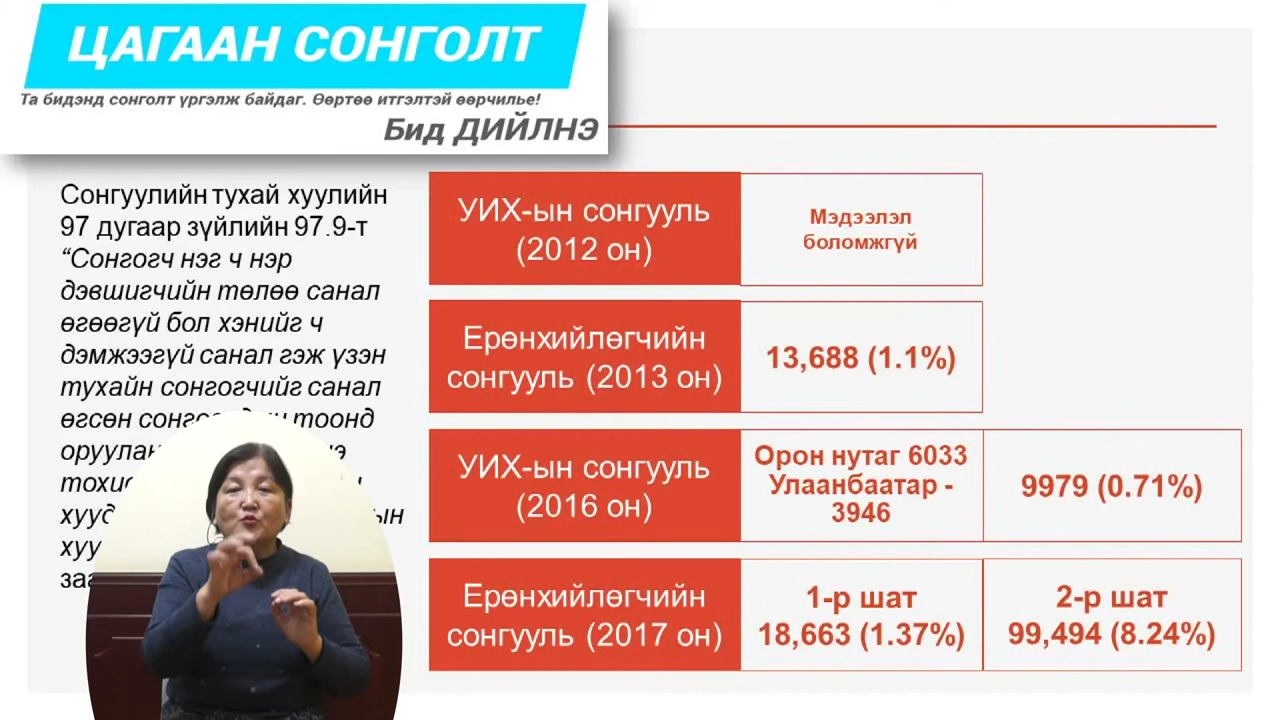 ЦАГААН СОНГОЛТ
Та бидэнд сонголт үргэлж байдаг. Өөртөө итгэлтэй өөрчилье!
Бид ДИЙЛНЭ
Сонгуулийн тухай хуулийн
97 дугаар зүйлийн 97.9-т
“Сонгогч нэг ч нэр
дэвшигчийн төлөө санал
өгөөгүй бол хэнийг ч
дэмжээгүй санал гэж үзэн
тухайн сонгогчийг санал
өгсөн тоонд
УИХ-ын сонгууль
(2012 он)
Мэдээлэл
боломжгүй
Ерөнхийлөгчийн
сонгууль (2013 он)
13,688 (1.1%)
УИХ-ын сонгууль
(2016 он)
Орон нутаг 6033
Улаанбаатар -
3946
9979 (0.71%)
Ерөнхийлөгчийн
сонгууль (2017 он)
1-р шат
18,663 (1.37%)
2-р шат
99,494 (8.24%)